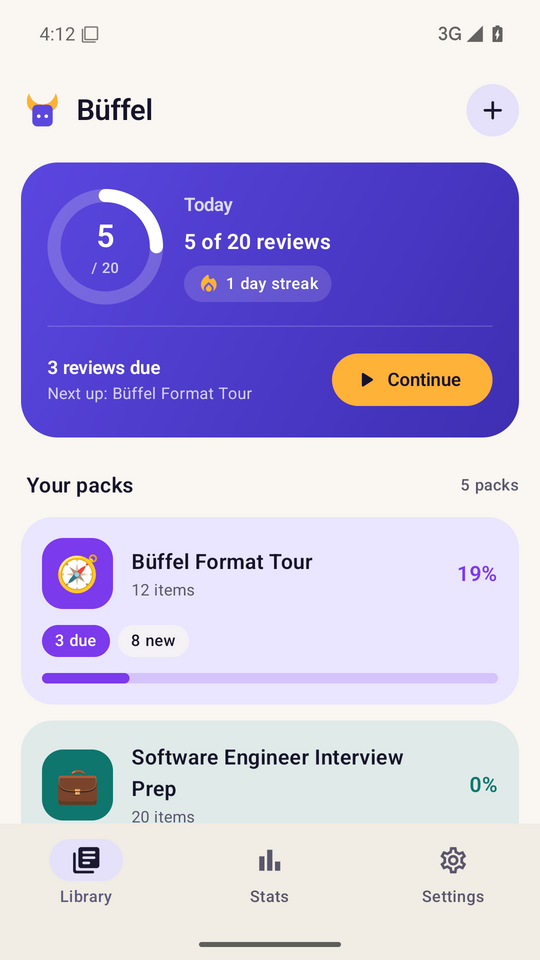 4:12
3G
Büffel
5
/ 20
Today
5 of 20 reviews
1 day streak
3 reviews due
Next up: Büffel Format Tour
Continue
Your packs
5 packs
Büffel Format Tour
12 items
19%
3 due
8 new
Software Engineer Interview
Prep
20 items
0%
Library
Stats
Settings